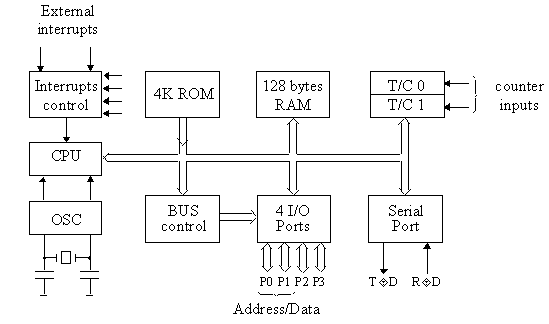 External
interrupts
Interrupts
control
4K ROM
128 bytes
RAM
T/C 0
T/C 1
counter
inputs
CPU
OSC
BUS
control
4 I/O
Ports
Serial
Port
P0 P1 P2 P3
T◈D R◈D
Address/Data